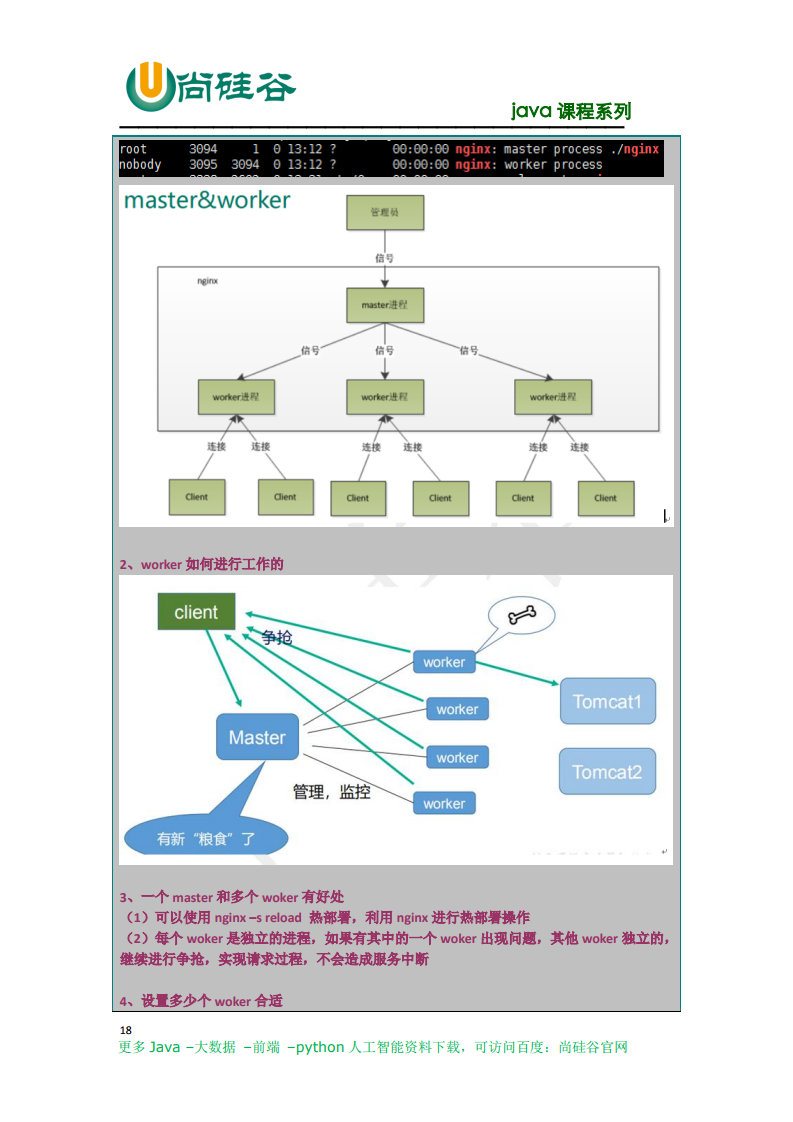 尚硅谷
java 课程系列
root 3094 1 0 13:12 ? 00:00:00 nginx: master process ./nginx
nobody 3095 3094 0 13:12 ? 00:00:00 nginx: worker process
master&worker
管理员
信号
nginx
master进程
信号 信号 信号
worker进程 worker进程 worker进程
连接 连接 连接 连接 连接 连接
Client Client Client Client Client Client
2、worker 如何进行工作的
client
争抢
worker
Tomcat1
worker
Master
worker
Tomcat2
管理，监控
worker
有新“粮食”了
3、一个 master 和多个 woker 有好处
（1）可以使用 nginx –s reload 热部署，利用 nginx 进行热部署操作
（2）每个 woker 是独立的进程，如果有其中的一个 woker 出现问题，其他 woker 独立的，
继续进行争抢，实现请求过程，不会造成服务中断
4、设置多少个 woker 合适
18
更多 Java –大数据 –前端 –python 人工智能资料下载，可访问百度：尚硅谷官网